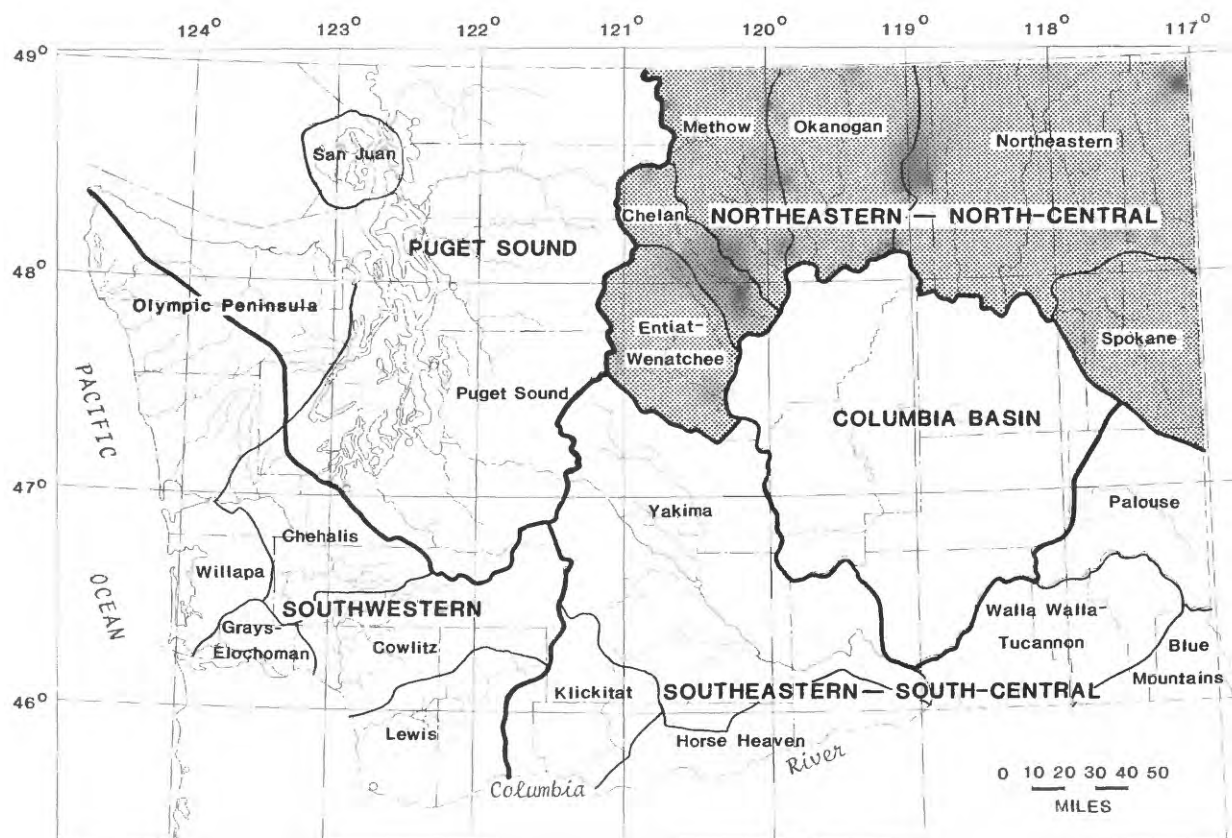 124° 123° 122° 121° 120° 119° 118° 117°
49°
Methow
Okanogan
Northeastern
San Juan
Chelan
NORTHEASTERN — NORTH-CENTRAL
PUGET SOUND
48°
Olympic Peninsula
Entiat-
Wenatchee
Spokane
PACIFIC
Puget Sound
COLUMBIA BASIN
47°
Yakima
Palouse
Chehalis
Willapa
OCEAN
SOUTHWESTERN
Grays-
Elochoman
Cowlitz
Walla Walla-
Tucannon
Blue
Mountains
46°
Klickitat
SOUTHEASTERN — SOUTH-CENTRAL
Lewis
Horse Heaven
River
Columbia
0 10 20 30 40 50
MILES